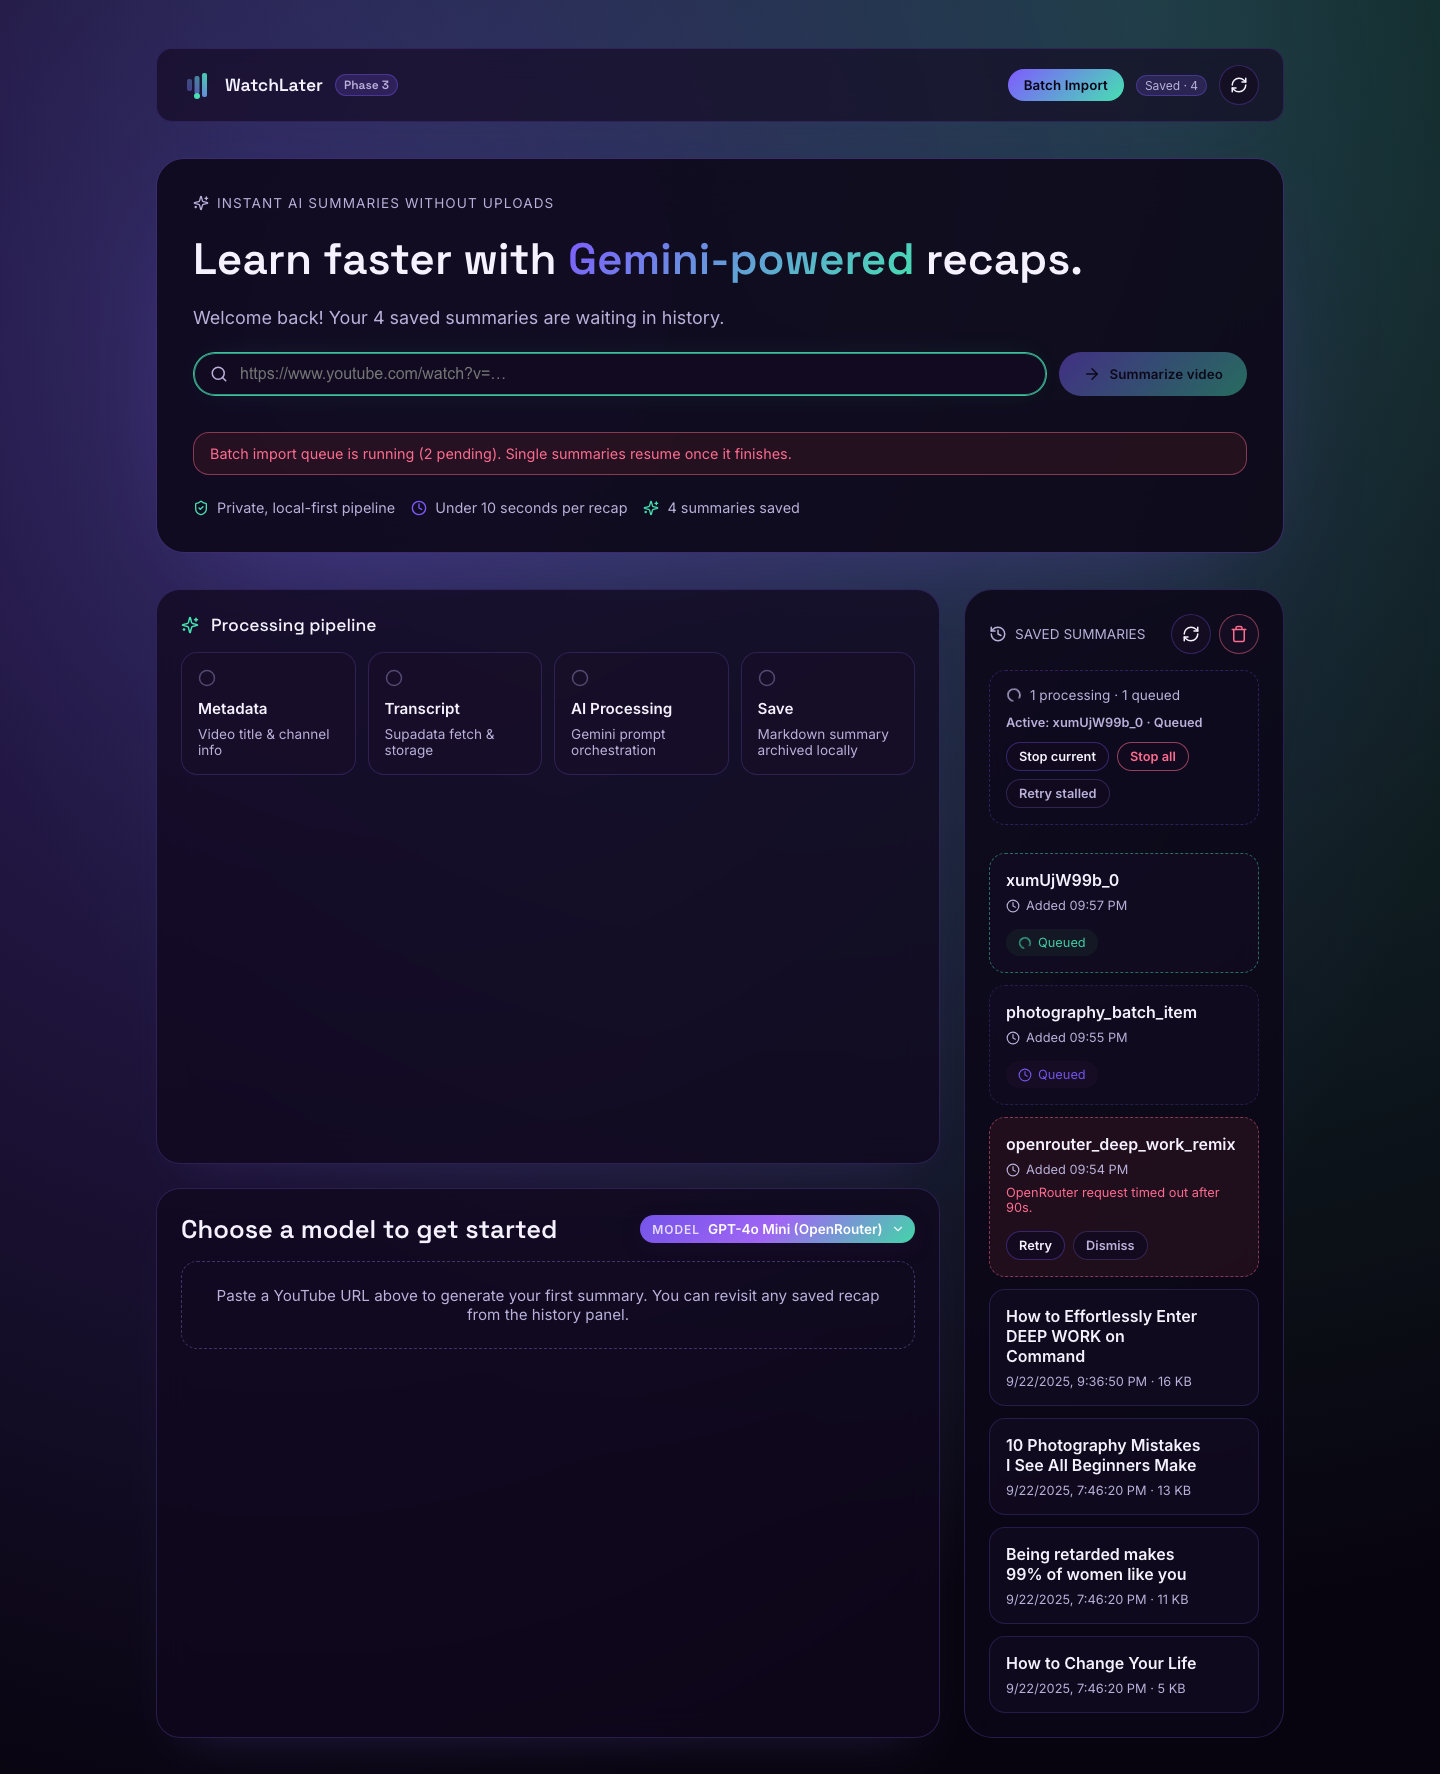 WatchLater
Phase 3
Batch Import
Saved · 4
INSTANT AI SUMMARIES WITHOUT UPLOADS
Learn faster with Gemini-powered recaps.
Welcome back! Your 4 saved summaries are waiting in history.
https://www.youtube.com/watch?v=…
Summarize video
Batch import queue is running (2 pending). Single summaries resume once it finishes.
Private, local-first pipeline
Under 10 seconds per recap
4 summaries saved
Processing pipeline
Metadata
Video title & channel
info
Transcript
Supadata fetch &
storage
AI Processing
Gemini prompt
orchestration
Save
Markdown summary
archived locally
Choose a model to get started
MODEL GPT-4o Mini (OpenRouter)
Paste a YouTube URL above to generate your first summary. You can revisit any saved recap
from the history panel.
SAVED SUMMARIES
1 processing · 1 queued
Active: xumUjW99b_0 · Queued
Stop current
Stop all
Retry stalled
xumUjW99b_0
Added 09:57 PM
Queued
photography_batch_item
Added 09:55 PM
Queued
openrouter_deep_work_remix
Added 09:54 PM
OpenRouter request timed out after
90s.
Retry
Dismiss
How to Effortlessly Enter
DEEP WORK on
Command
9/22/2025, 9:36:50 PM · 16 KB
10 Photography Mistakes
I See All Beginners Make
9/22/2025, 7:46:20 PM · 13 KB
Being retarded makes
99% of women like you
9/22/2025, 7:46:20 PM · 11 KB
How to Change Your Life
9/22/2025, 7:46:20 PM · 5 KB